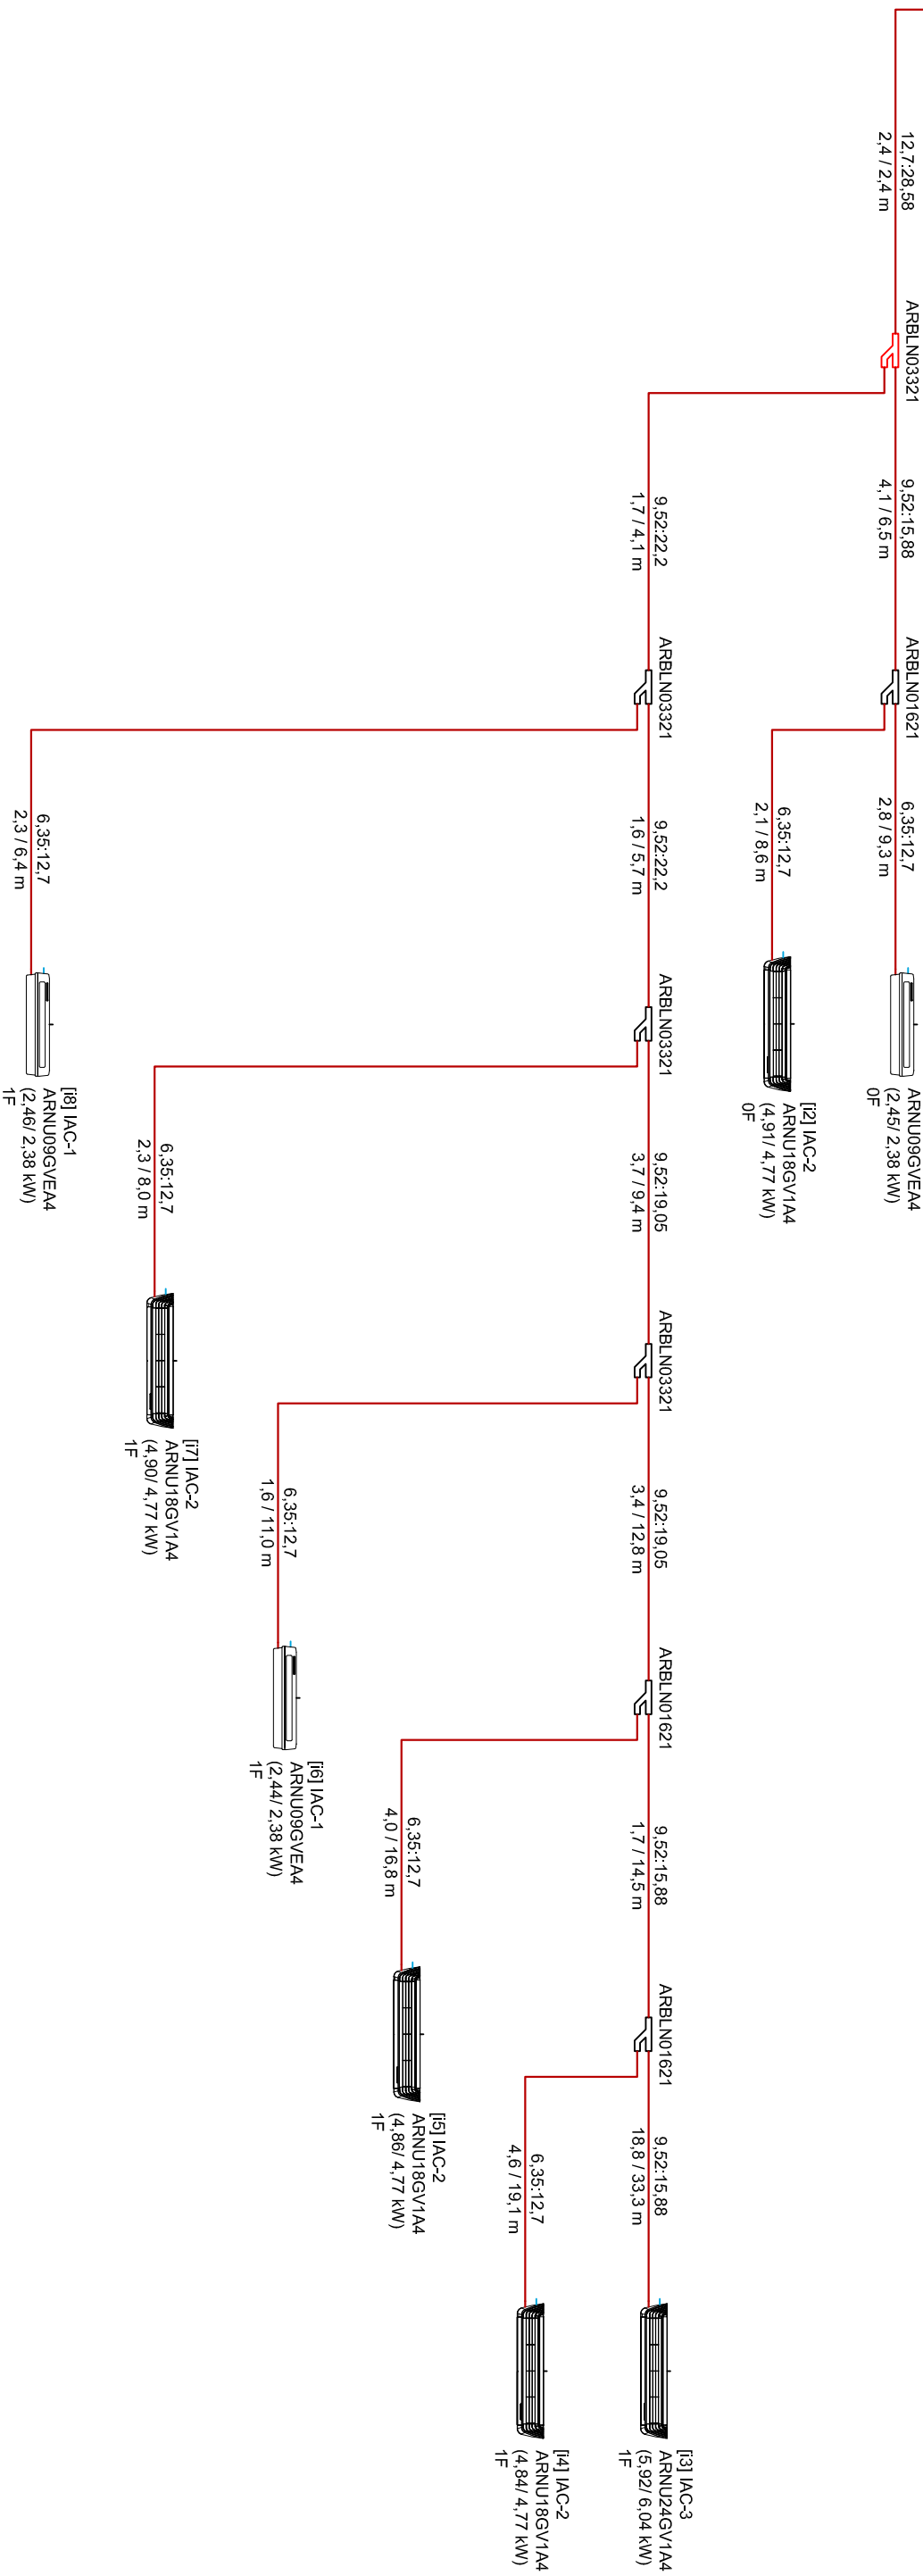 12,7:28,58
2,4 / 2,4 m
ARBLN03321
9,52:15,88
4,1 / 6,5 m
ARBLN01621
6,35:12,7
2,8 / 9,3 m
ARNU09GVEA4
(2,45/ 2,38 kW)
0F
6,35:12,7
2,1 / 8,6 m
[i2] IAC-2
ARNU18GV1A4
(4,91/ 4,77 kW)
0F
9,52:22,2
1,7 / 4,1 m
ARBLN03321
9,52:22,2
1,6 / 5,7 m
ARBLN03321
9,52:19,05
3,7 / 9,4 m
ARBLN03321
9,52:19,05
3,4 / 12,8 m
ARBLN01621
9,52:15,88
1,7 / 14,5 m
ARBLN01621
9,52:15,88
18,8 / 33,3 m
[i3] IAC-3
ARNU24GV1A4
(5,92/ 6,04 kW)
1F
6,35:12,7
4,6 / 19,1 m
[i4] IAC-2
ARNU18GV1A4
(4,84/ 4,77 kW)
1F
6,35:12,7
4,0 / 16,8 m
[i5] IAC-2
ARNU18GV1A4
(4,86/ 4,77 kW)
1F
6,35:12,7
1,6 / 11,0 m
[i6] IAC-1
ARNU09GVEA4
(2,44/ 2,38 kW)
1F
6,35:12,7
2,3 / 8,0 m
[i7] IAC-2
ARNU18GV1A4
(4,90/ 4,77 kW)
1F
6,35:12,7
2,3 / 6,4 m
[i8] IAC-1
ARNU09GVEA4
(2,46/ 2,38 kW)
1F